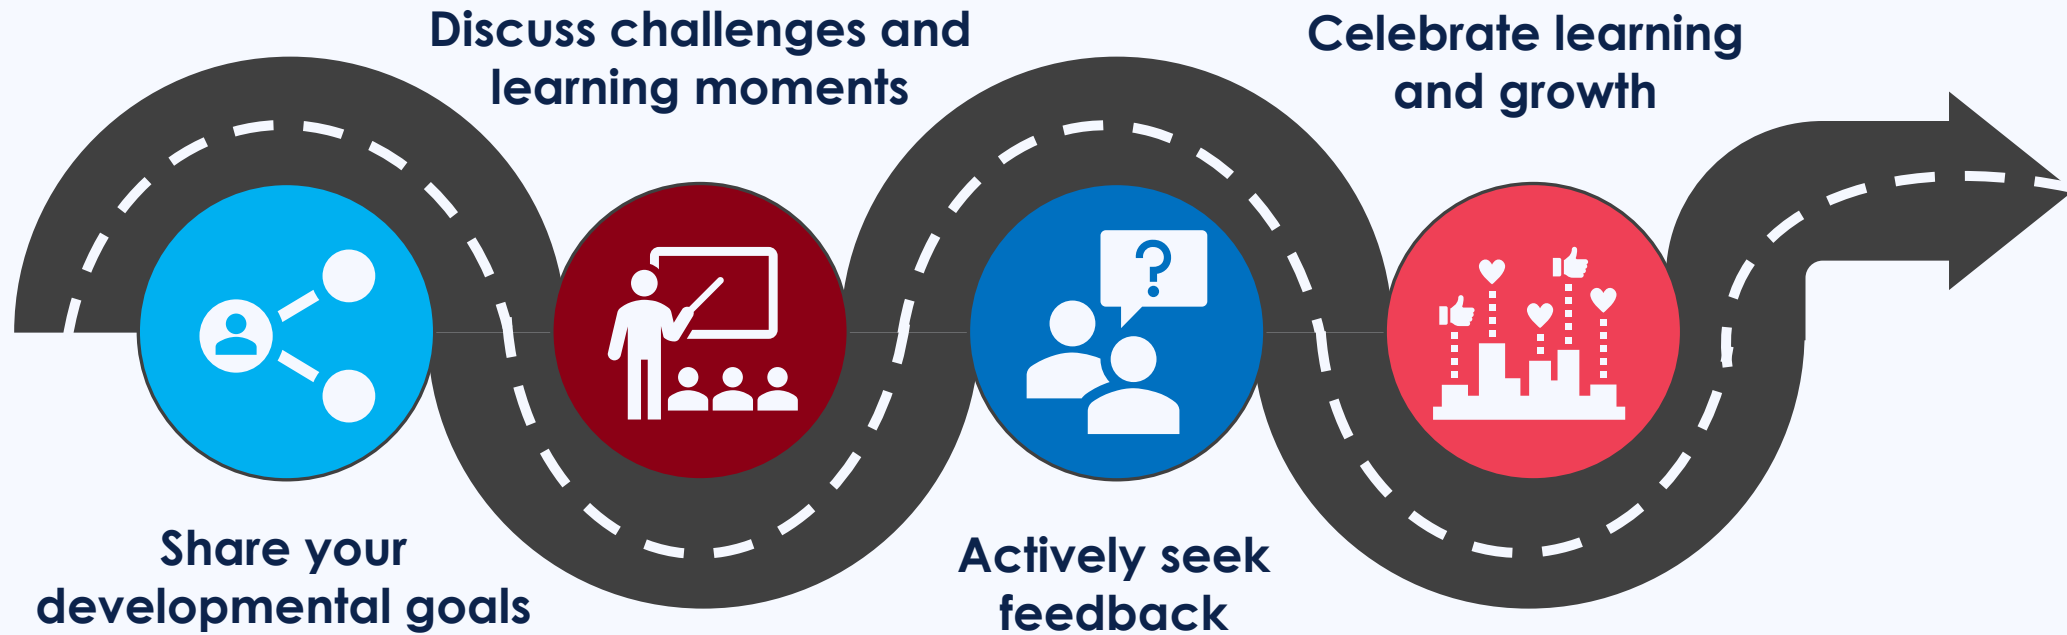 Discuss challenges and
learning moments
Celebrate learning
and growth
?
Share your
developmental goals
Actively seek
feedback